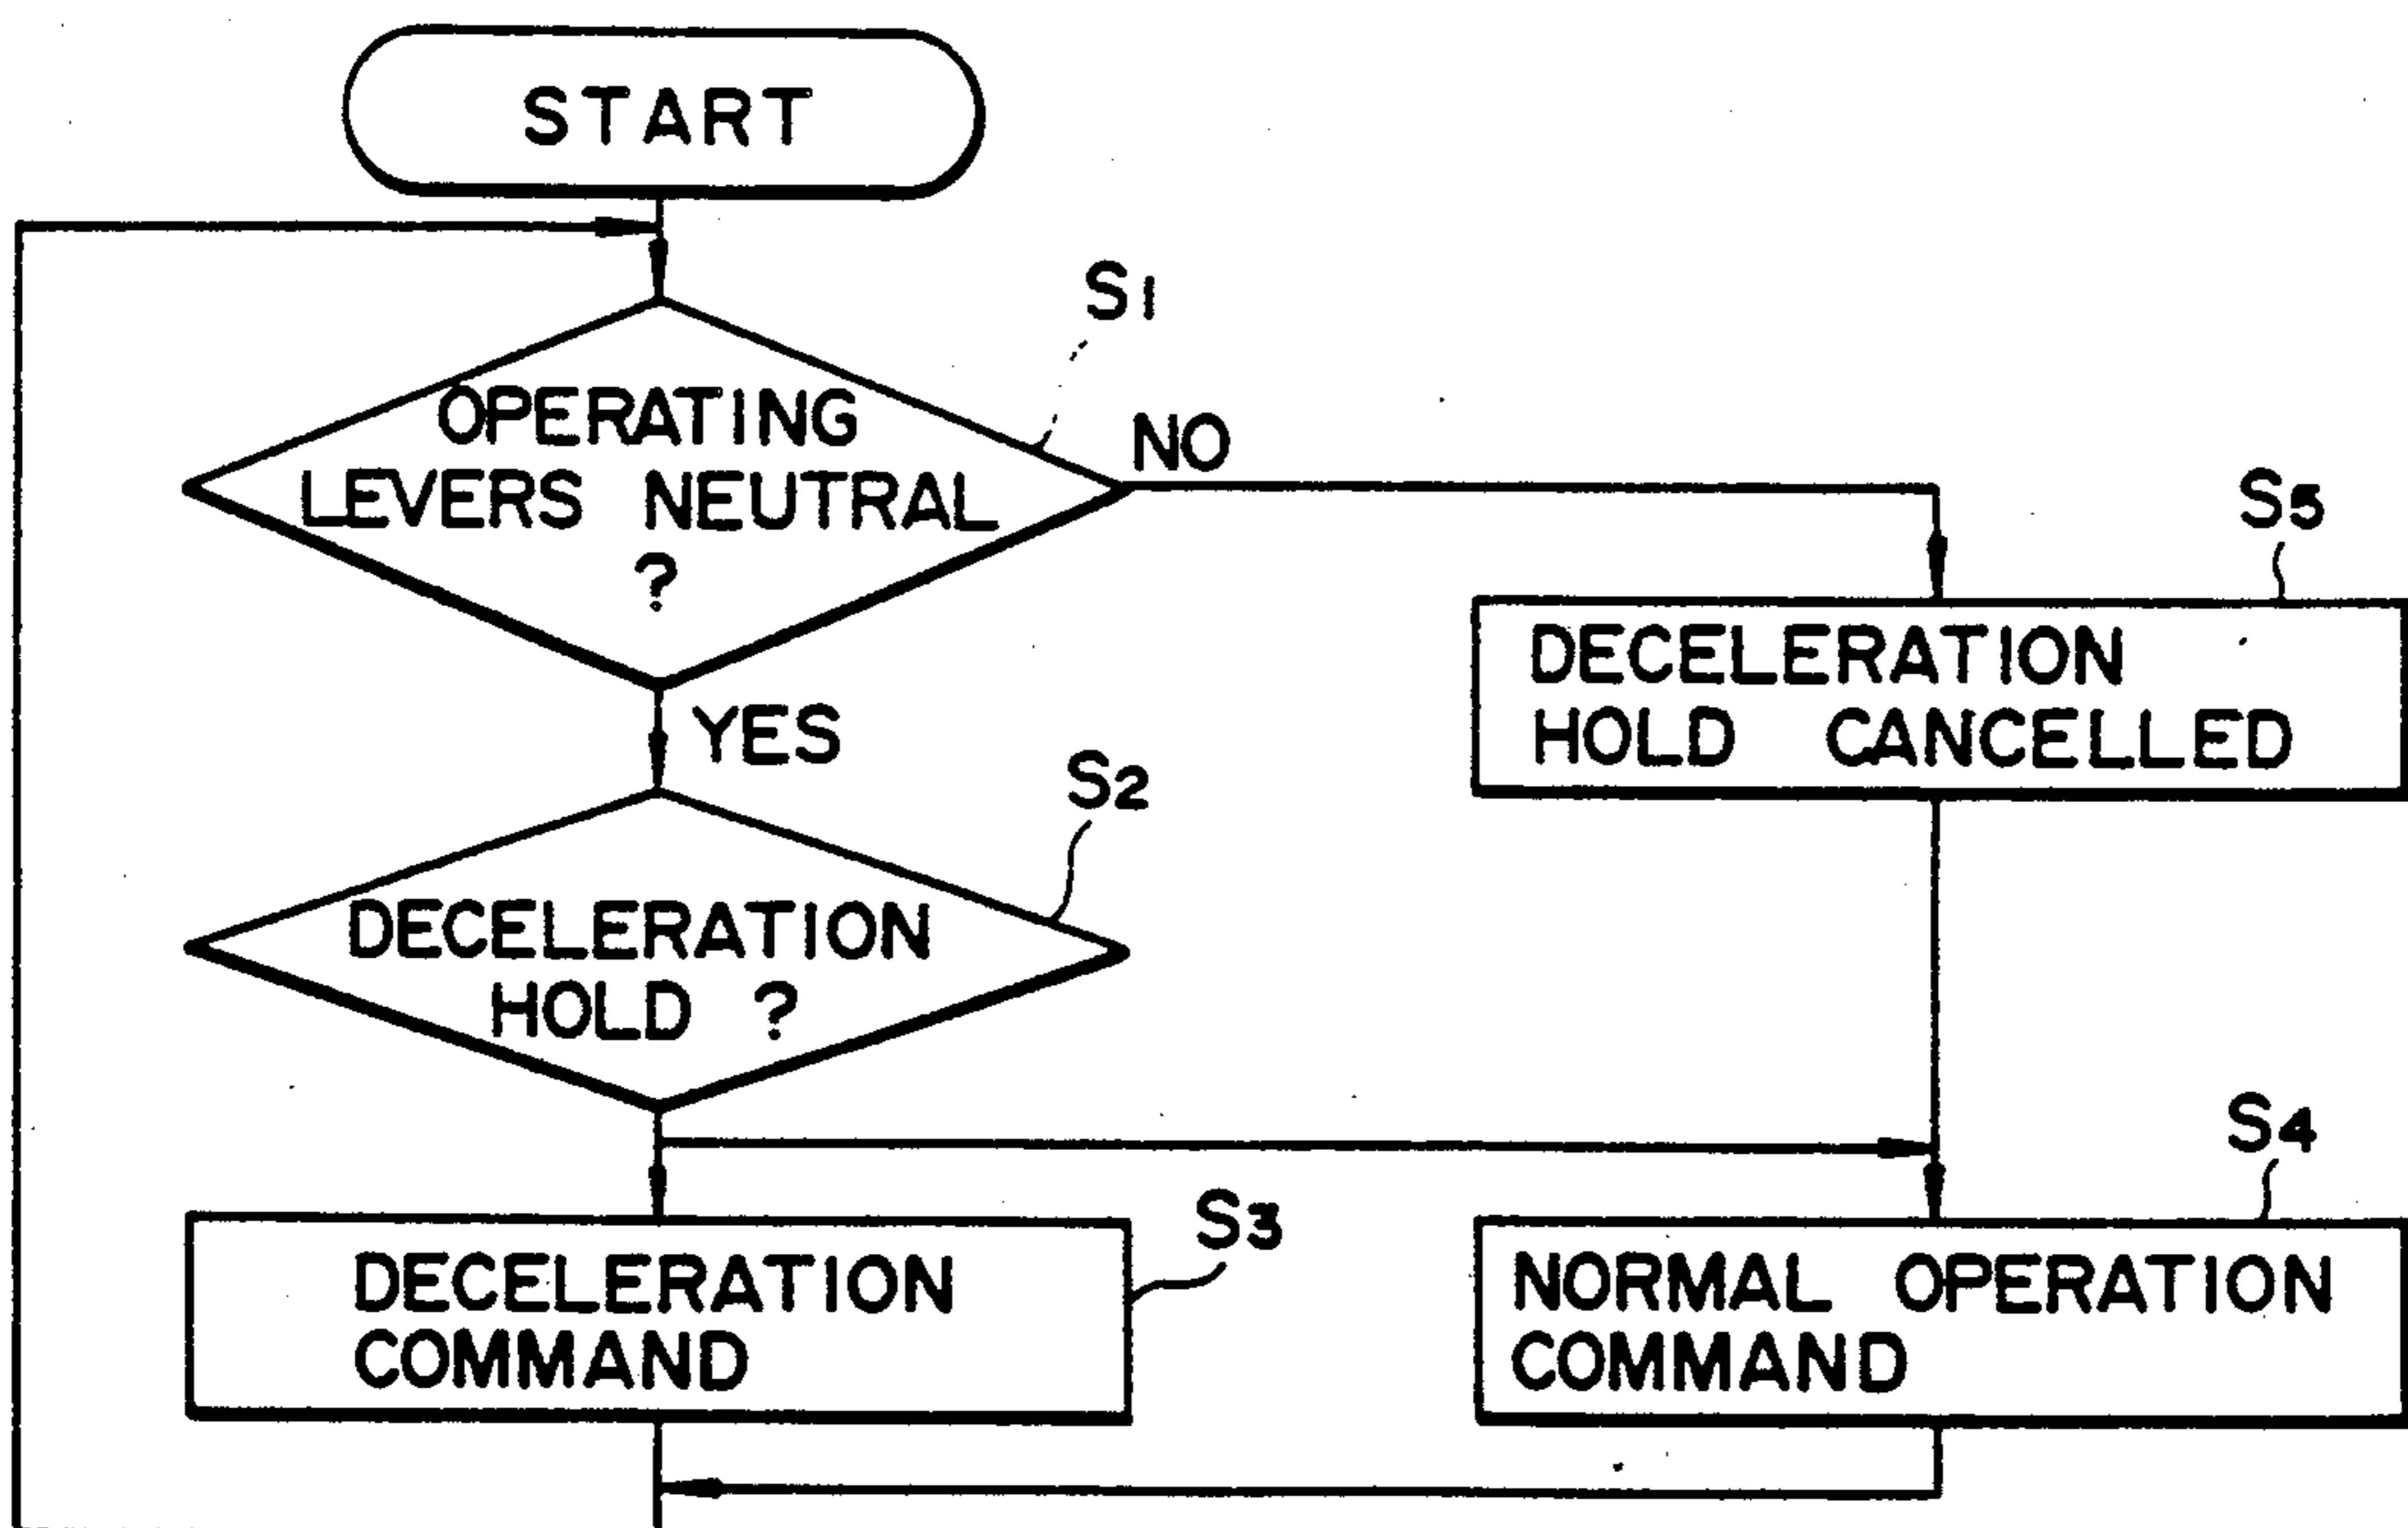 START
S1
OPERATING
LEVERS NEUTRAL
?
NO
S5
DECELERATION
HOLD CANCELLED
YES
S2
DECELERATION
HOLD ?
S4
S3
DECELERATION
COMMAND
NORMAL OPERATION
COMMAND